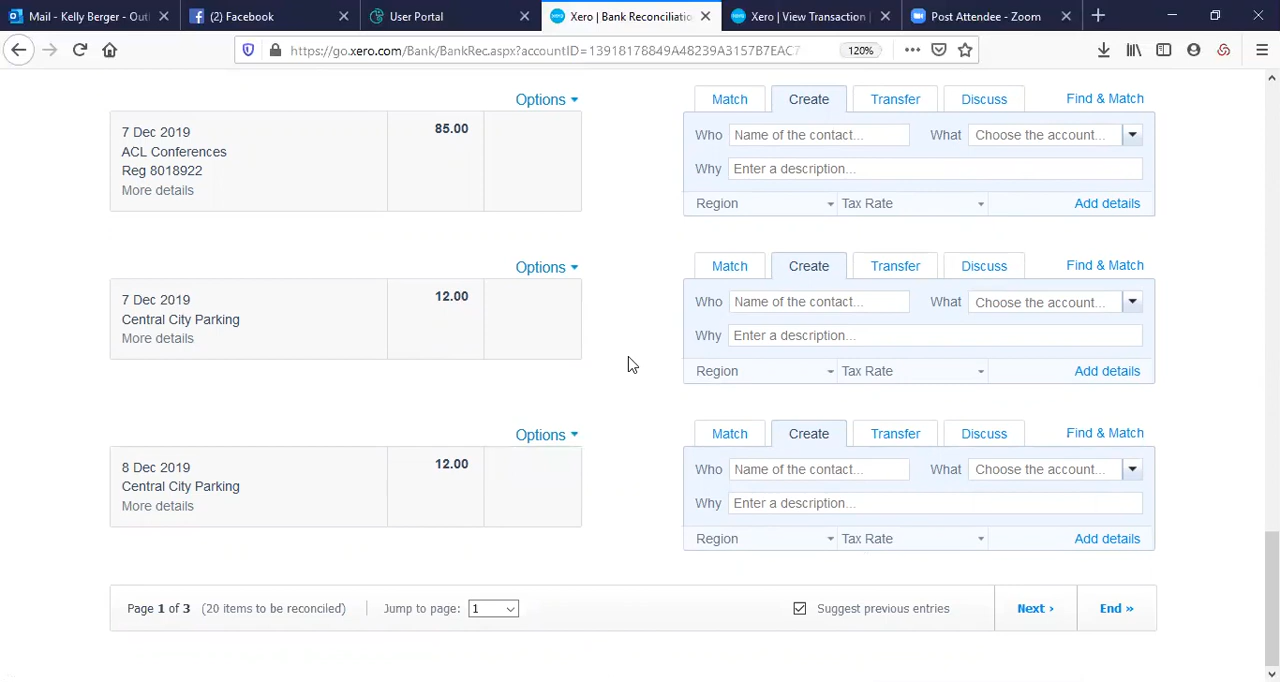 Mail - Kelly Berger - Outl
(2) Facebook
User Portal
Xero | Bank Reconciliatio
Xero | View Transaction |
Post Attendee - Zoom
https://go.xero.com/Bank/BankRec.aspx?accountID=13918176849A48239A3157B7EAC7
120%
Options
Match
Create
Transfer
Discuss
Find & Match
7 Dec 2019
ACL Conferences
Reg 8018922
More details
85.00
Who Name of the contact... What Choose the account...
Why Enter a description...
Region Tax Rate Add details
Options
Match
Create
Transfer
Discuss
Find & Match
7 Dec 2019
Central City Parking
More details
12.00
Who Name of the contact... What Choose the account...
Why Enter a description...
Region Tax Rate Add details
Options
Match
Create
Transfer
Discuss
Find & Match
8 Dec 2019
Central City Parking
More details
12.00
Who Name of the contact... What Choose the account...
Why Enter a description...
Region Tax Rate Add details
Page 1 of 3 (20 items to be reconciled) Jump to page: 1 Suggest previous entries Next › End »